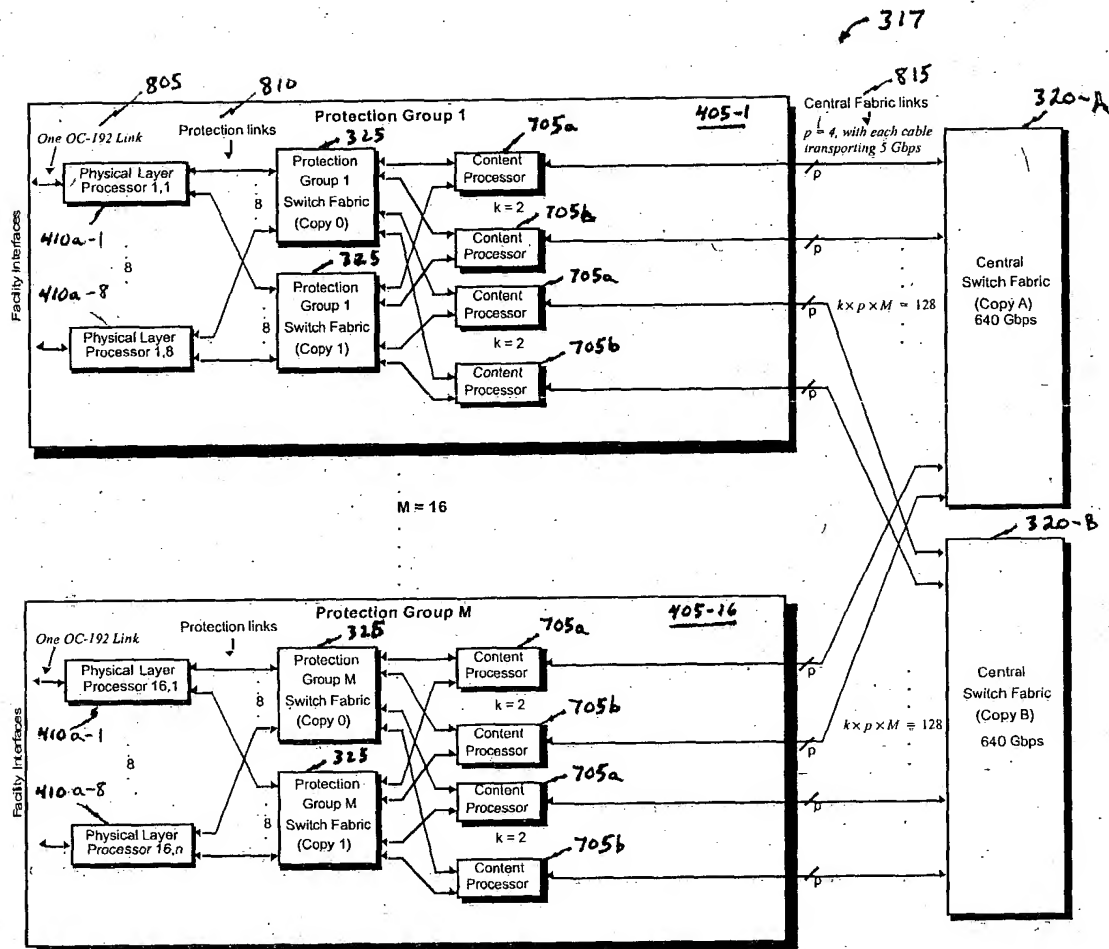 317
805
810
815
320-A
Protection Group 1
405-1
Central Fabric links
p = 4, with each cable
transporting 5 Gbps
One OC-192 Link
Protection links
325
705a
Facility Interfaces
Physical Layer
Processor 1,1
410a-1
8
410a-8
Physical Layer
Processor 1,8
Protection
Group 1
Switch Fabric
(Copy 0)
8
325
Protection
Group 1
Switch Fabric
(Copy 1)
8
Content
Processor
k = 2
705b
Content
Processor
705a
Content
Processor
k = 2
705b
Content
Processor
p
p
p
p
k × p × M = 128
Central
Switch Fabric
(Copy A)
640 Gbps
M = 16
320-B
Protection Group M
405-16
One OC-192 Link
Protection links
325
705a
Facility Interfaces
Physical Layer
Processor 16,1
410a-1
8
410a-8
Physical Layer
Processor 16,n
Protection
Group M
Switch Fabric
(Copy 0)
8
325
Protection
Group M
Switch Fabric
(Copy 1)
8
Content
Processor
k = 2
705b
Content
Processor
705a
Content
Processor
k = 2
705b
Content
Processor
p
p
p
p
k × p × M = 128
Central
Switch Fabric
(Copy B)
640 Gbps